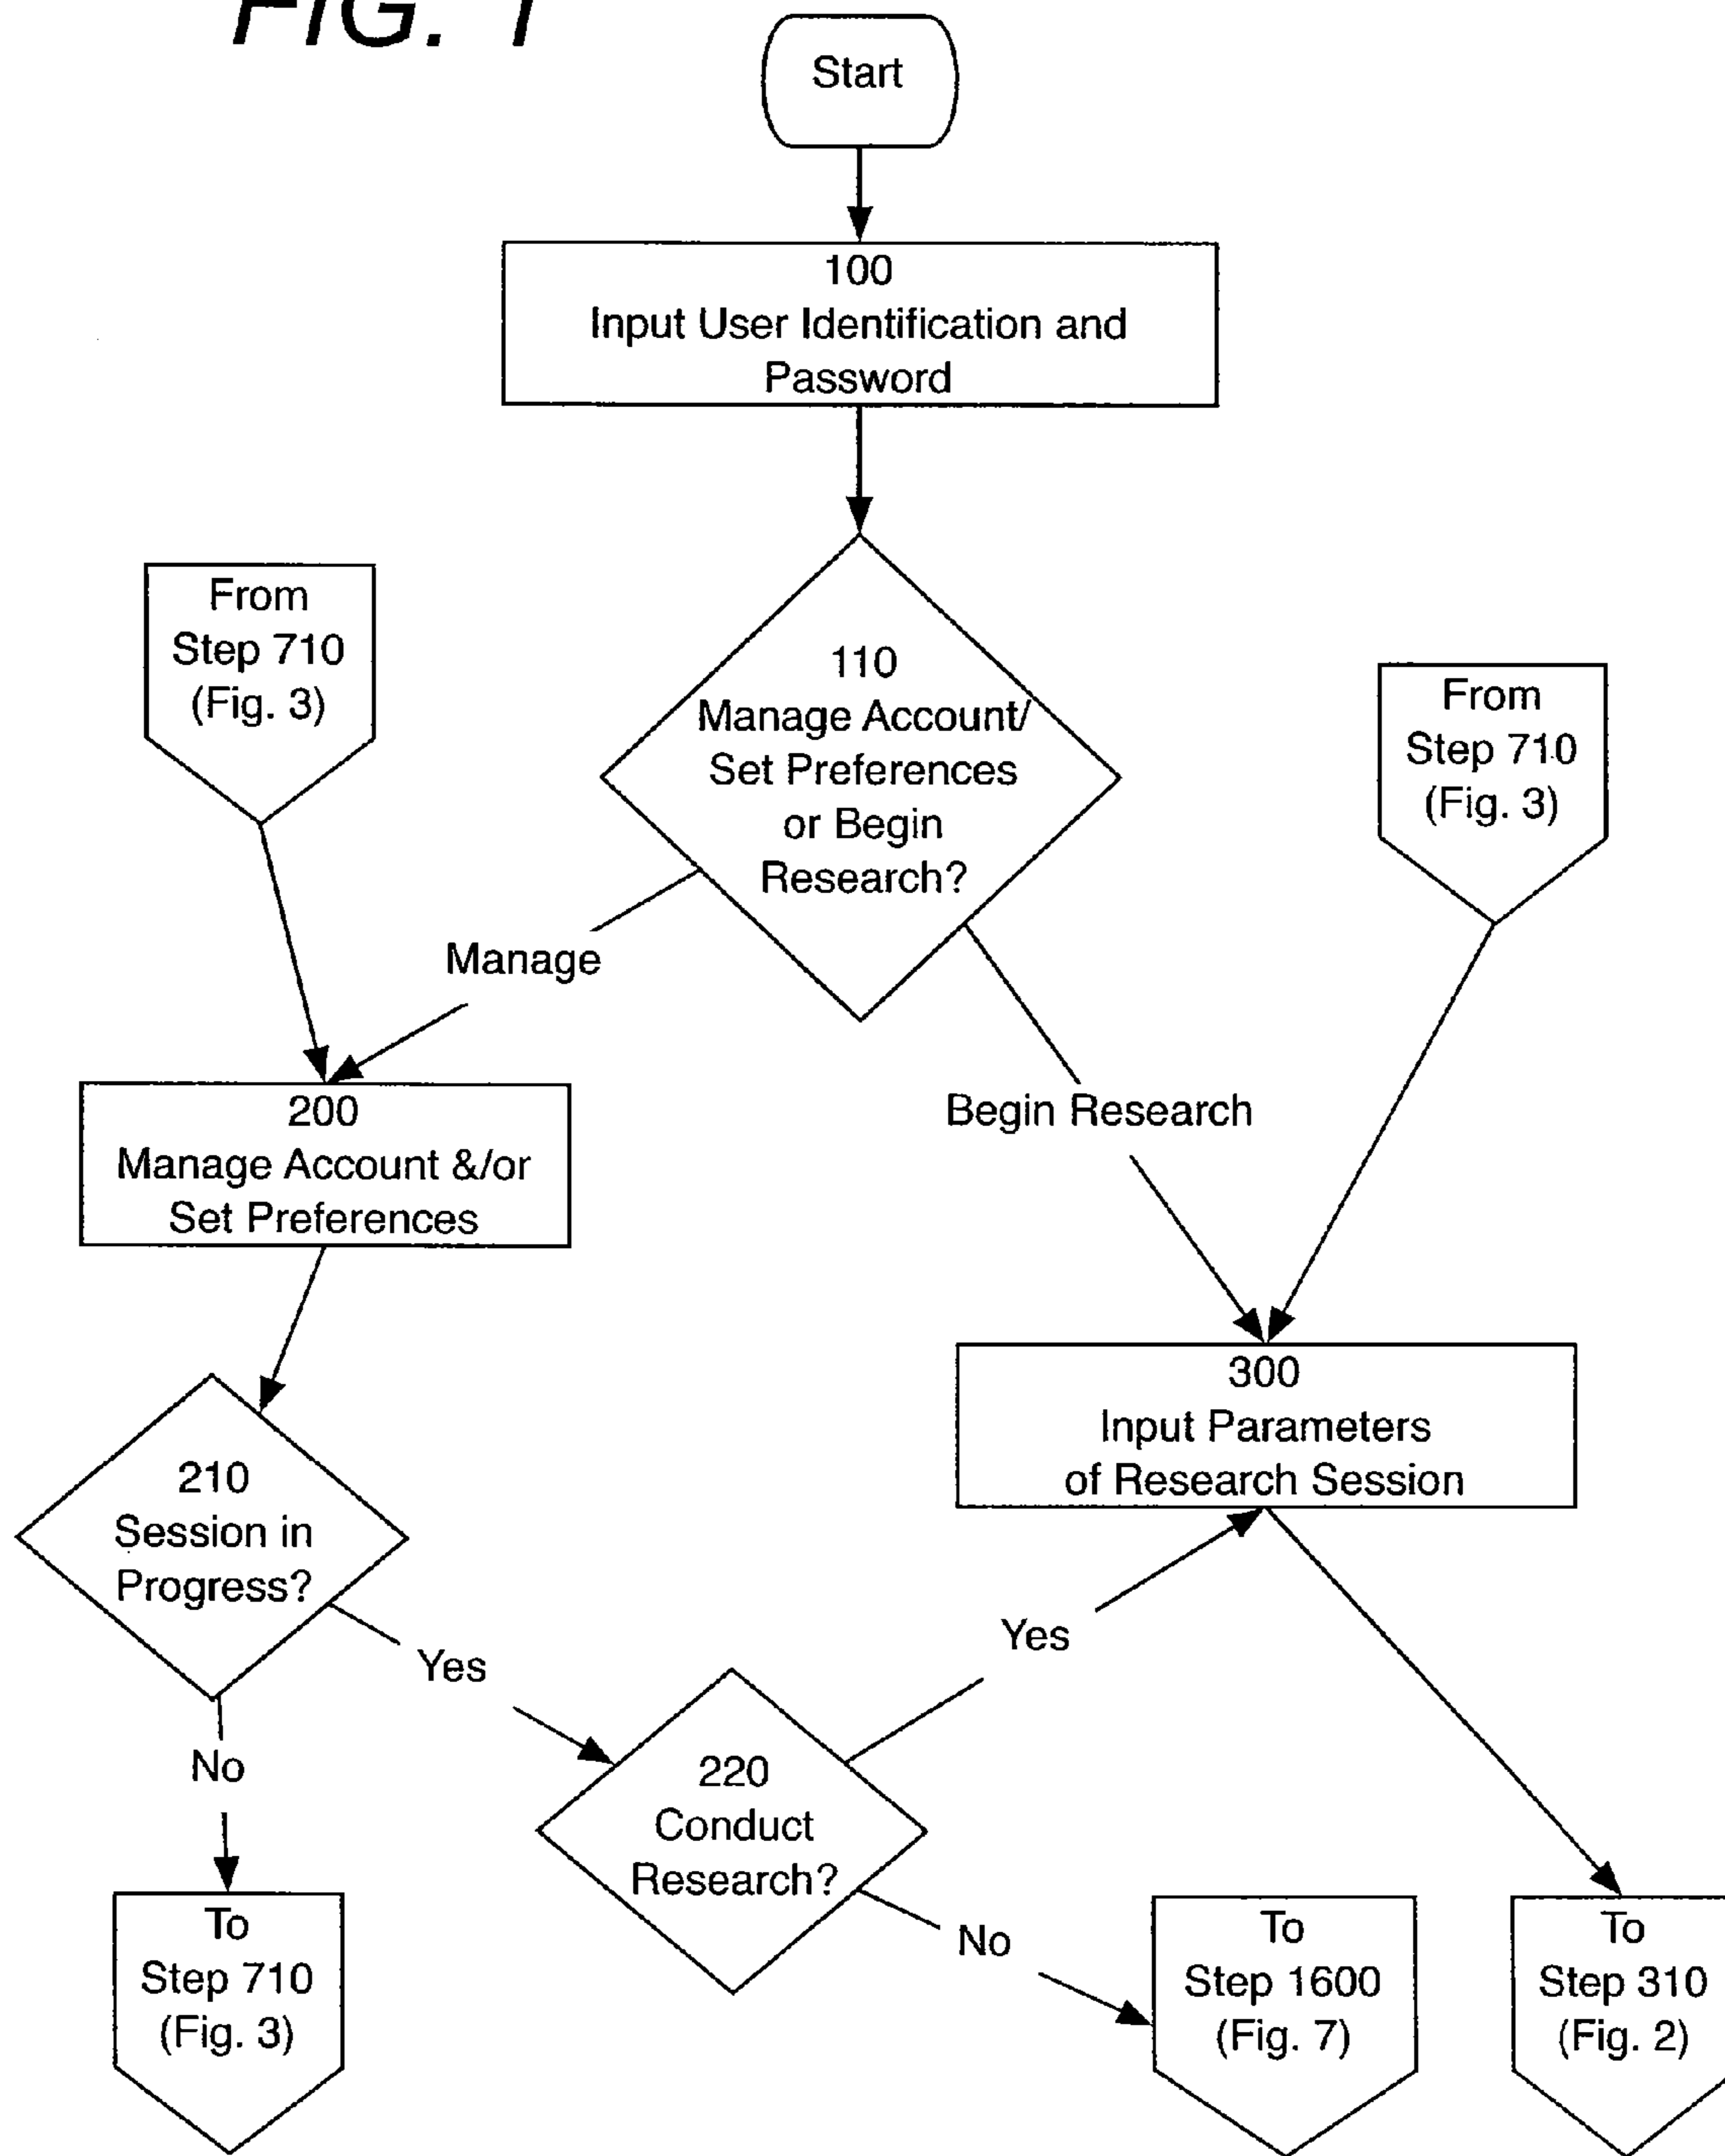 FIG. 1
Start
100
Input User Identification and
Password
From
Step 710
(Fig. 3)
110
Manage Account/
Set Preferences
or Begin
Research?
From
Step 710
(Fig. 3)
Manage
Begin Research
200
Manage Account &/or
Set Preferences
300
Input Parameters
of Research Session
210
Session in
Progress?
Yes
Yes
No
220
Conduct
Research?
No
To
Step 710
(Fig. 3)
To
Step 1600
(Fig. 7)
To
Step 310
(Fig. 2)